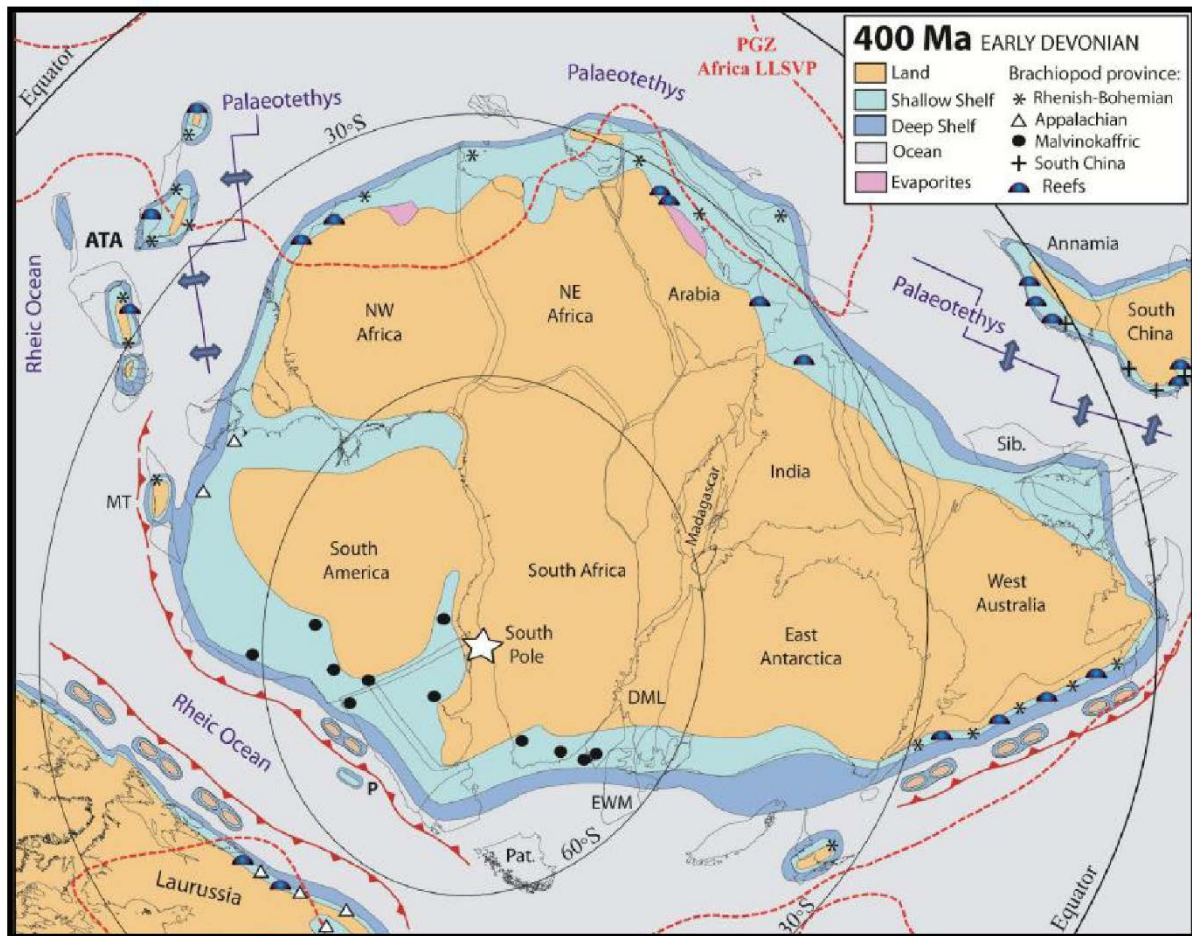 400 Ma EARLY DEVONIAN
Land
Shallow Shelf
Deep Shelf
Ocean
Evaporites
Brachiopod province:
Rhenish-Bohemian
Appalachian
Malvinokaffric
South China
Reefs
PGZ
Africa LLSVP
Equator
Palaeotethys
Palaeotethys
30°S
ATA
Rheic Ocean
Annamia
South
China
Palaeotethys
NW
Africa
NE
Africa
Arabia
Sib.
India
Madagascar
MT
South
America
South Africa
West
Australia
South
Pole
East
Antarctica
DML
Rheic Ocean
P
EWM
60°S
Pat.
Laurussia
30°S
Equator